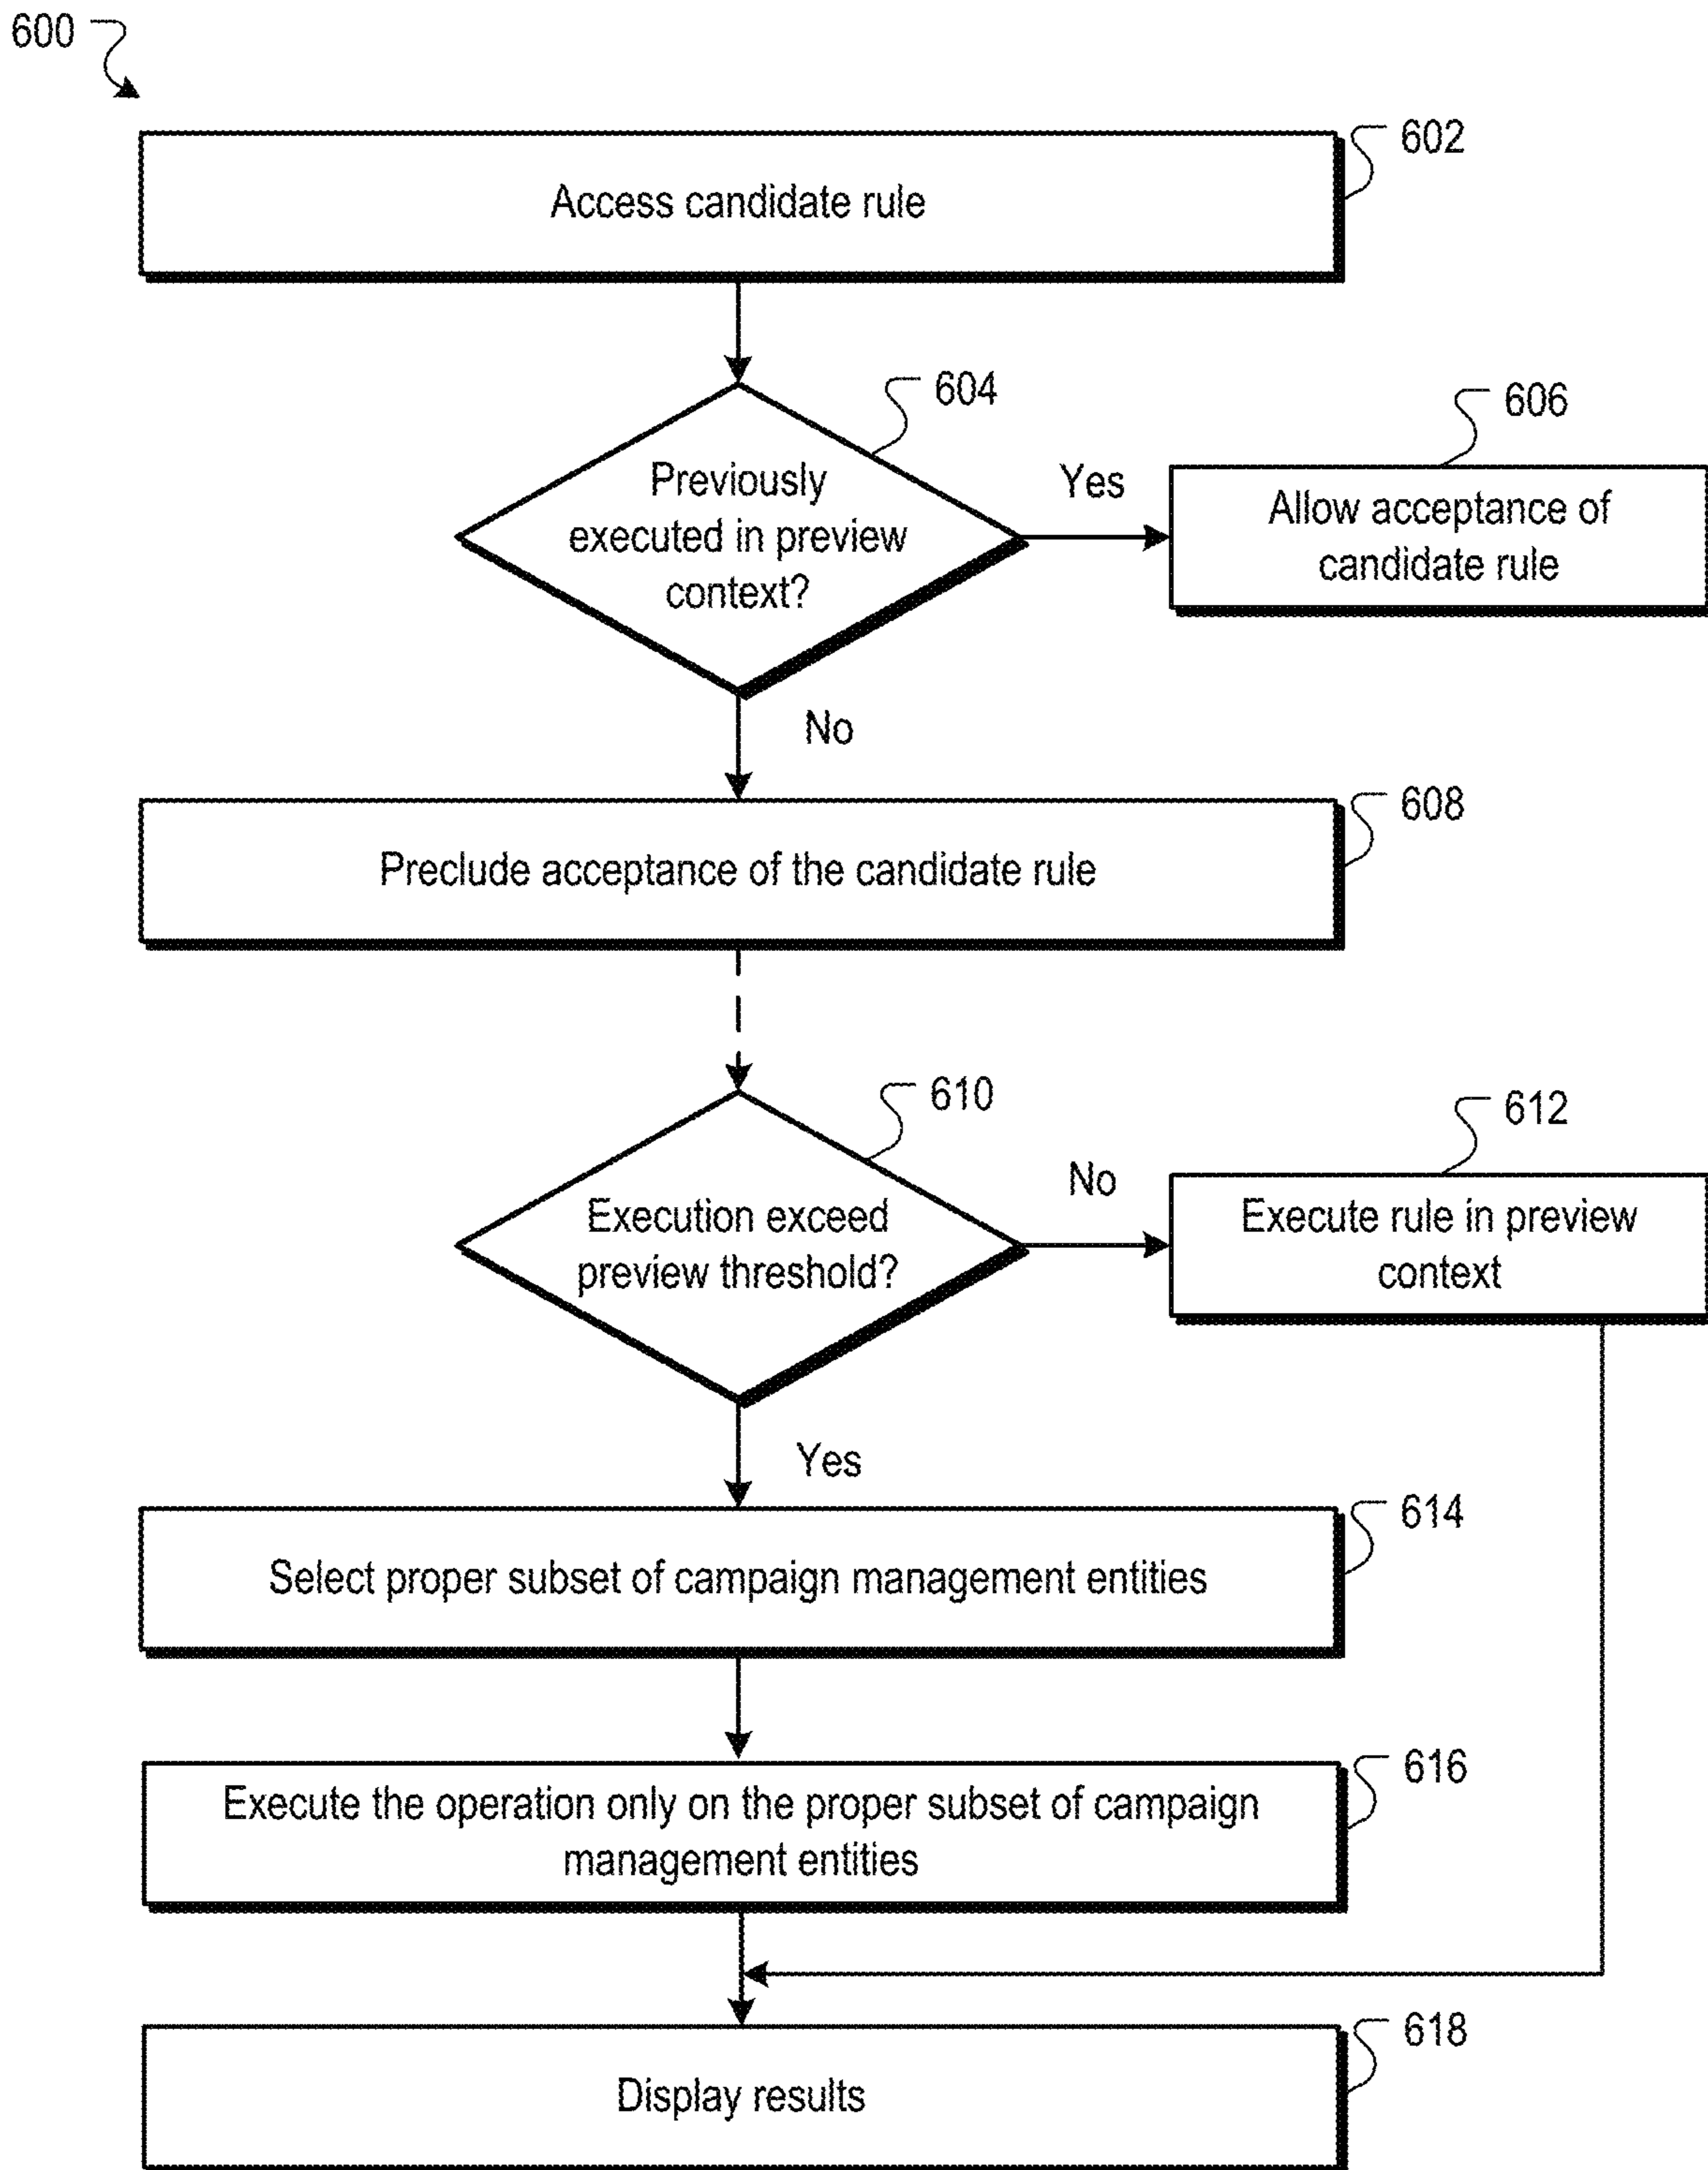 600
602
Access candidate rule
604
Previously
executed in preview
context?
Yes
606
Allow acceptance of
candidate rule
No
608
Preclude acceptance of the candidate rule
610
Execution exceed
preview threshold?
No
612
Execute rule in preview
context
Yes
614
Select proper subset of campaign management entities
616
Execute the operation only on the proper subset of campaign
management entities
618
Display results